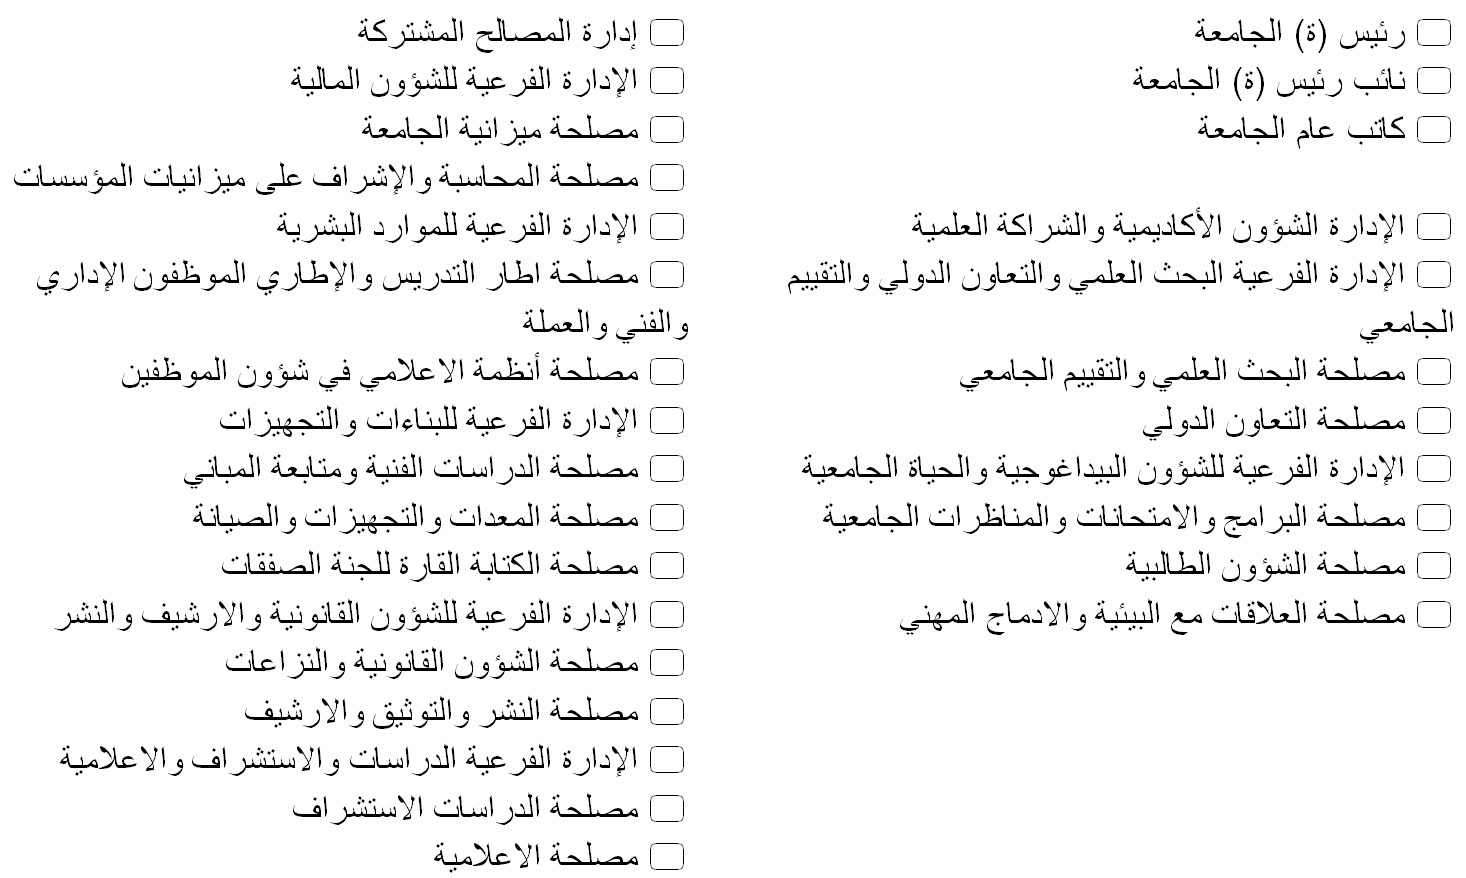 رئيس (ة) الجامعة
نائب رئيس (ة) الجامعة
كاتب عام الجامعة
الإدارة الشؤون الأكاديمية والشراكة العلمية
الإدارة الفرعية البحث العلمي والتعاون الدولي والتقييم
الجامعي
مصلحة البحث العلمي والتقييم الجامعي
مصلحة التعاون الدولي
الإدارة الفرعية للشؤون البيداغوجية والحياة الجامعية
مصلحة البرامج والامتحانات والمناظرات الجامعية
مصلحة الشؤون الطالبية
مصلحة العلاقات مع البيئية والادماج المهني
إدارة المصالح المشتركة
الإدارة الفرعية للشؤون المالية
مصلحة ميزانية الجامعة
مصلحة المحاسبة والإشراف على ميزانيات المؤسسات
الإدارة الفرعية للموارد البشرية
مصلحة اطار التدريس والإطاري الموظفون الإداري
والفني والعملة
مصلحة أنظمة الاعلامي في شؤون الموظفين
الإدارة الفرعية للبناءات والتجهيزات
مصلحة الدراسات الفنية ومتابعة المباني
مصلحة المعدات والتجهيزات والصيانة
مصلحة الكتابة القارة للجنة الصفقات
الإدارة الفرعية للشؤون القانونية والارشيف والنشر
مصلحة الشؤون القانونية والنزاعات
مصلحة النشر والتوثيق والارشيف
الإدارة الفرعية الدراسات والاستشراف والاعلامية
مصلحة الدراسات الاستشراف
مصلحة الاعلامية